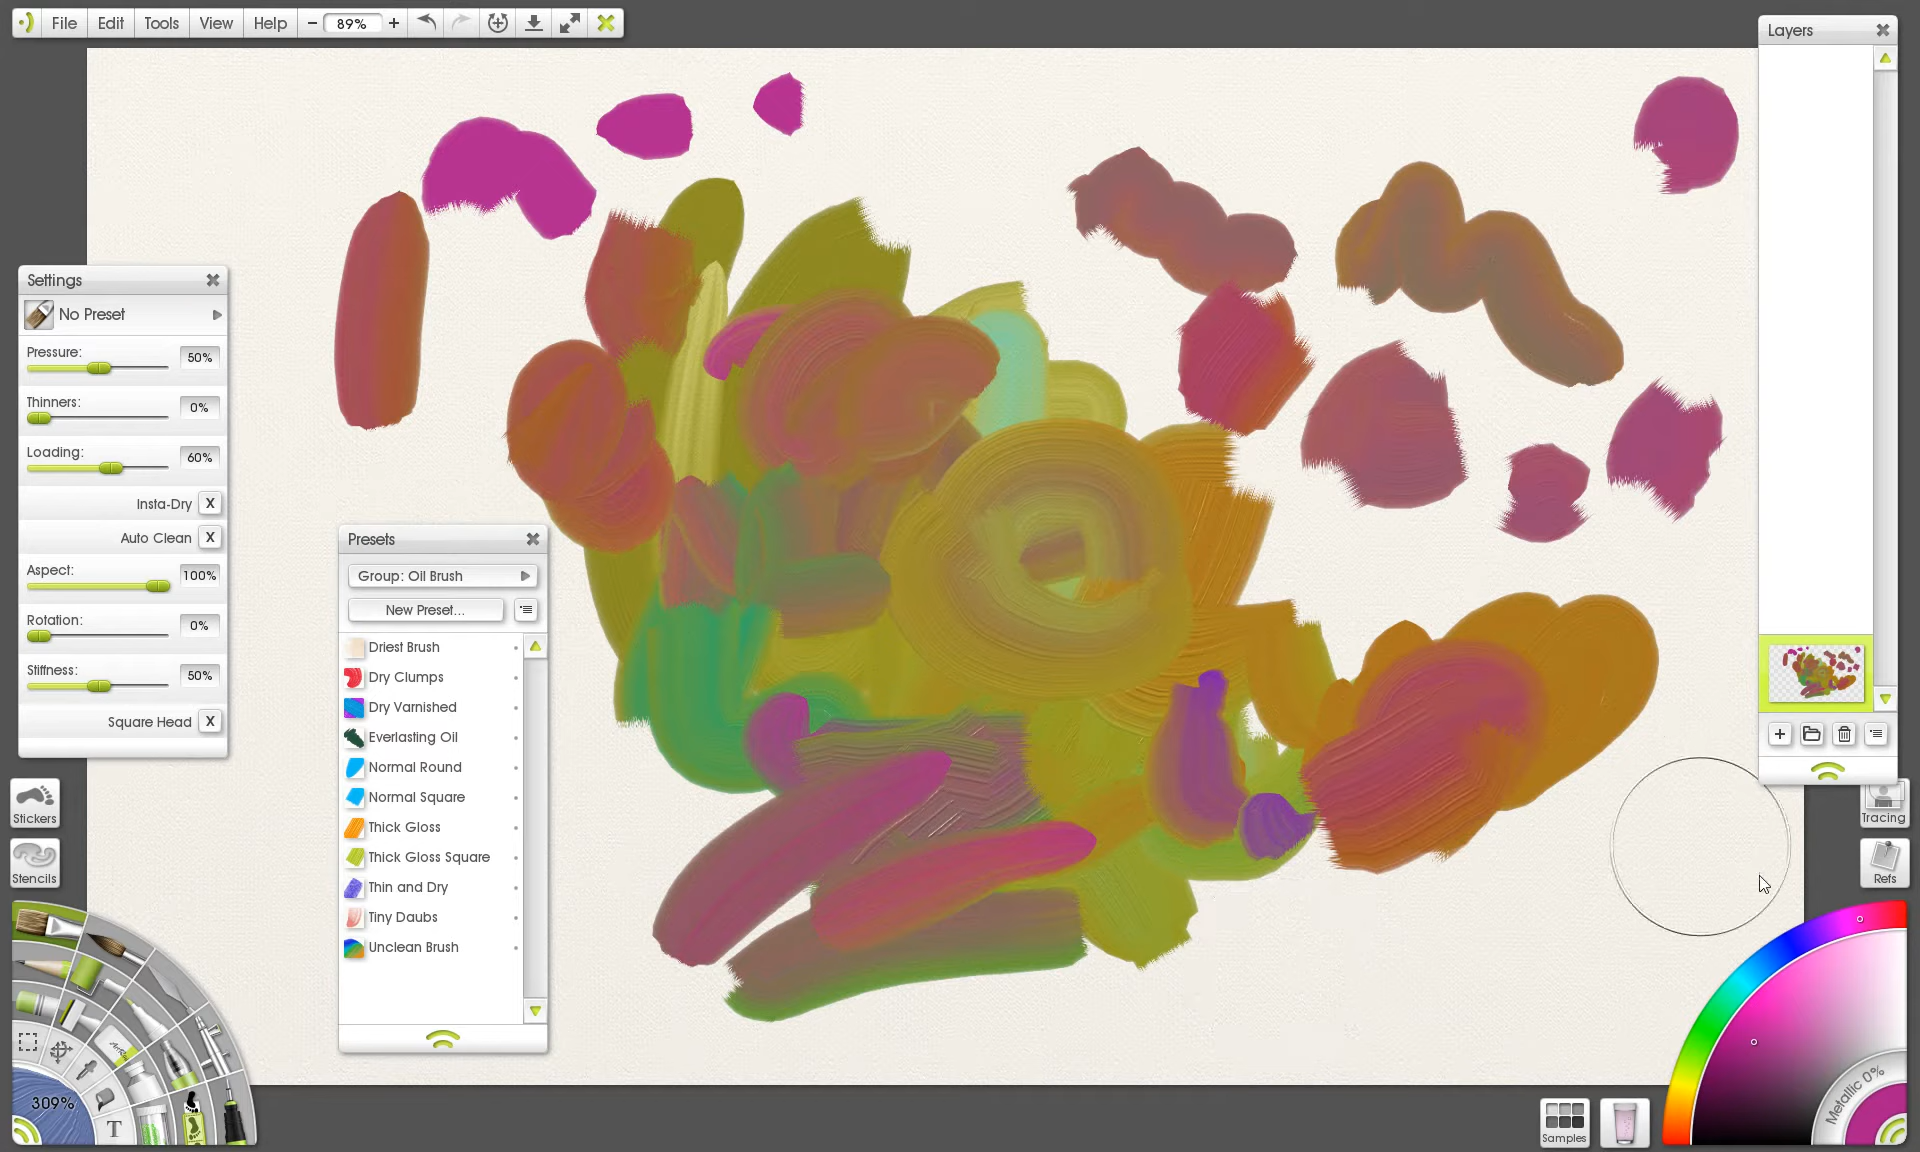 File Edit Tools View Help − 89% +
Layers
Settings
No Preset
Pressure: 50%
Thinners: 0%
Loading: 60%
Insta-Dry X
Auto Clean X
Aspect: 100%
Rotation: 0%
Stiffness: 50%
Square Head X
Presets
Group: Oil Brush
New Preset...
Driest Brush
Dry Clumps
Dry Varnished
Everlasting Oil
Normal Round
Normal Square
Thick Gloss
Thick Gloss Square
Thin and Dry
Tiny Daubs
Unclean Brush
Stickers
Stencils
309%
T
Tracing
Refs
Samples
Metallic 0%